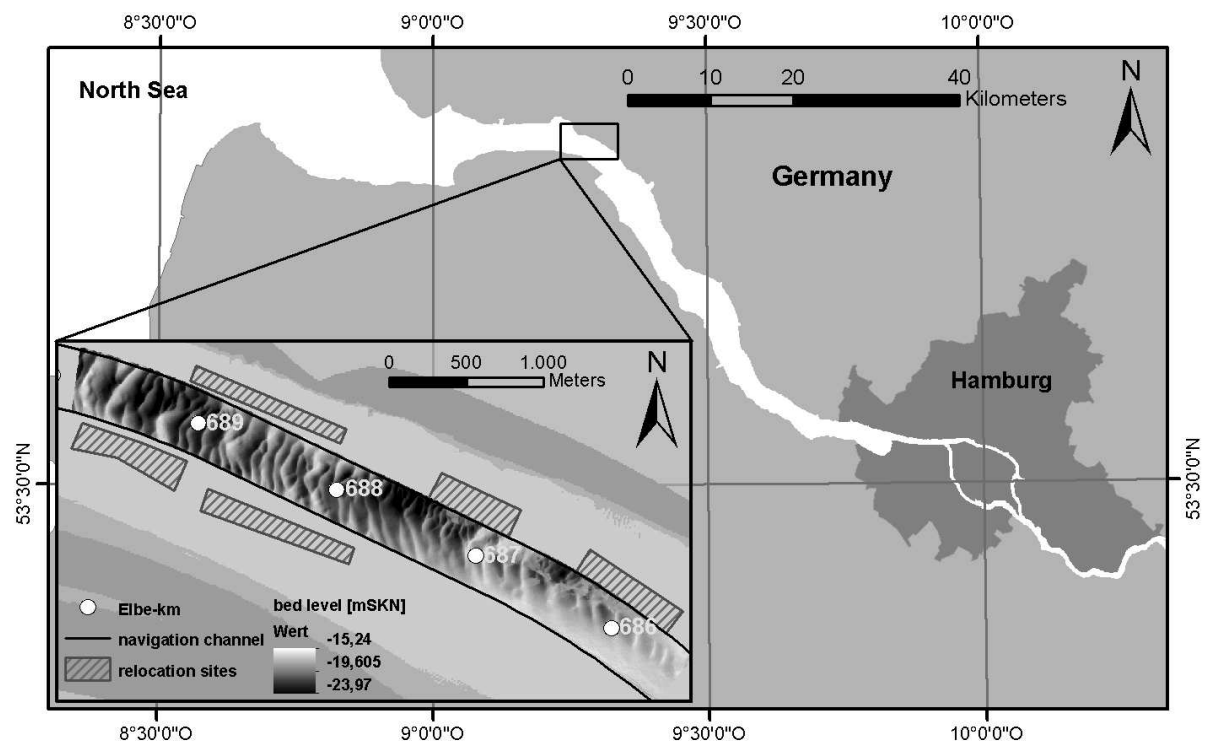 8°30'0"O 9°0'0"O 9°30'0"O 10°0'0"O
North Sea
0 10 20 40
Kilometers
N
Germany
Hamburg
53°30'0"N
53°30'0"N
0 500 1.000
Meters
N
689
688
687
686
Elbe-km
navigation channel
relocation sites
bed level [mSKN]
Wert
-15,24
-19,605
-23,97
8°30'0"O 9°0'0"O 9°30'0"O 10°0'0"O